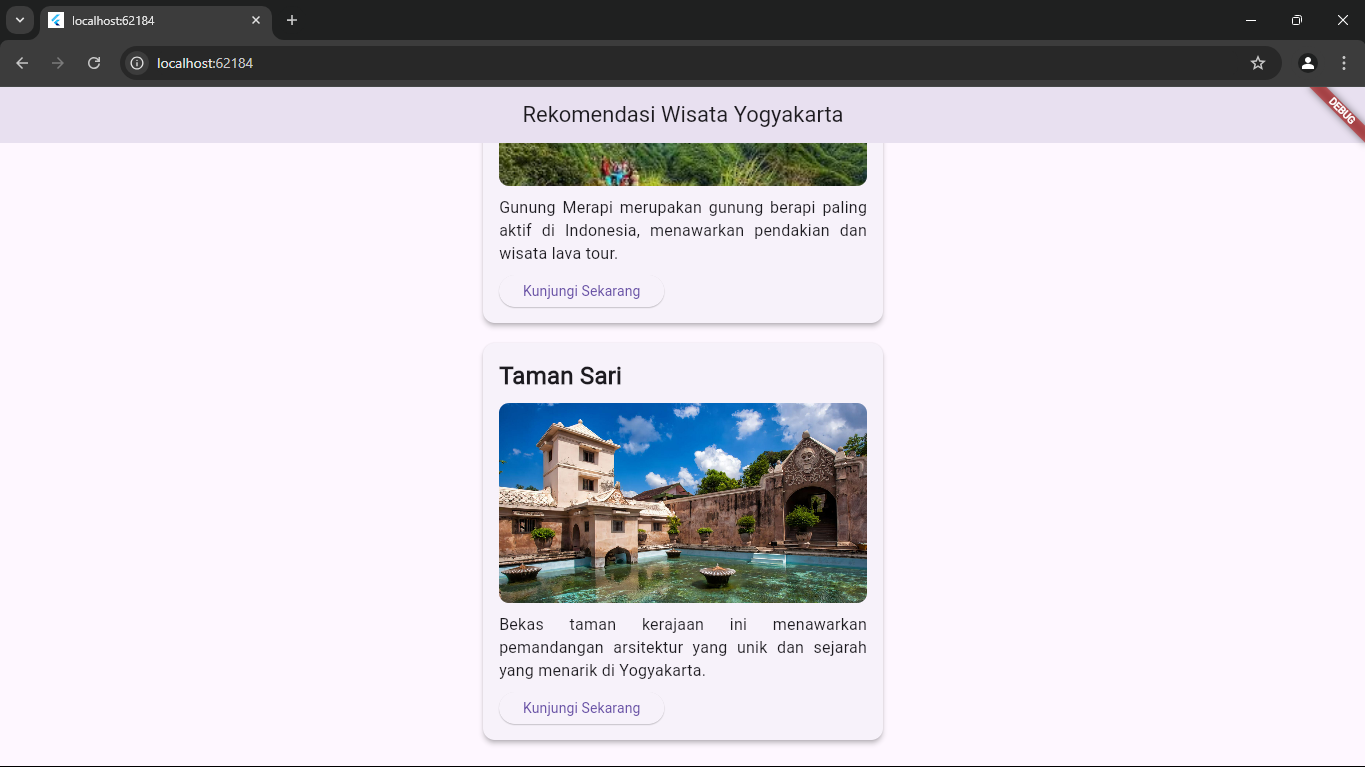 localhost:62184
localhost:62184
Rekomendasi Wisata Yogyakarta
DEBUG
Gunung Merapi merupakan gunung berapi paling
aktif di Indonesia, menawarkan pendakian dan
wisata lava tour.
Kunjungi Sekarang
Taman Sari
Bekas taman kerajaan ini menawarkan
pemandangan arsitektur yang unik dan sejarah
yang menarik di Yogyakarta.
Kunjungi Sekarang